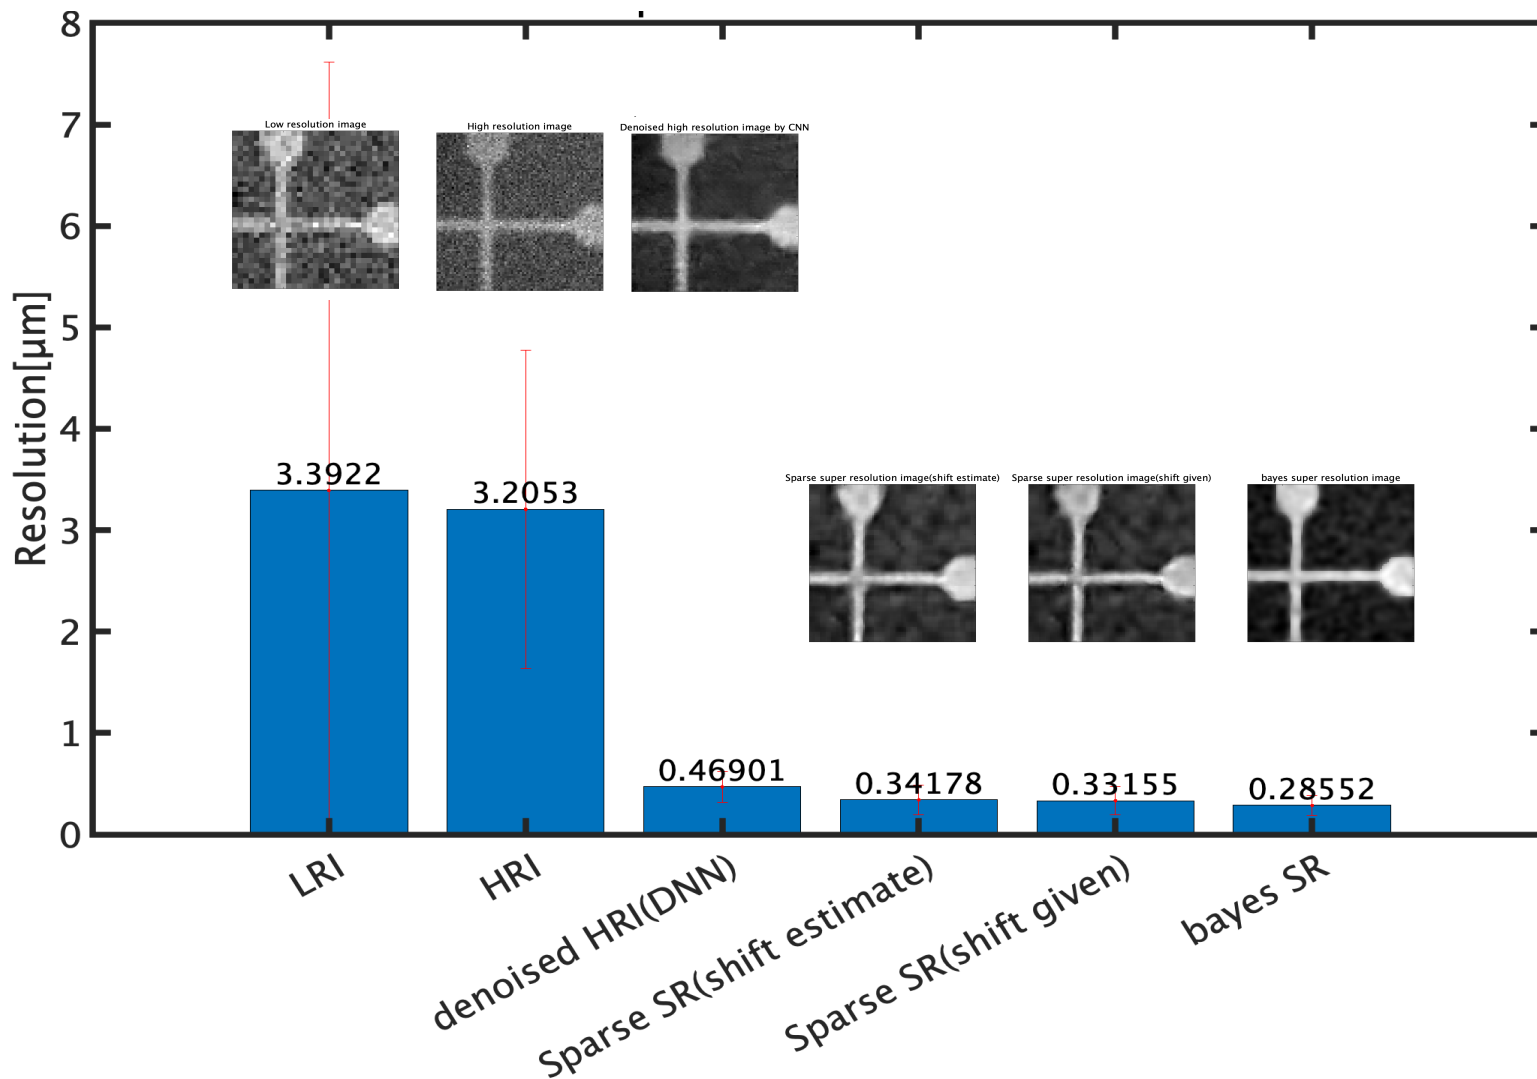 Resolution[μm]
8
7
6
5
4
3
2
1
0
Low resolution image
High resolution image
Denoised high resolution image by CNN
Sparse super resolution image(shift estimate)
Sparse super resolution image(shift given)
bayes super resolution image
3.3922
3.2053
0.46901
0.34178
0.33155
0.28552
LRI
HRI
denoised HRI(DNN)
Sparse SR(shift estimate)
Sparse SR(shift given)
bayes SR